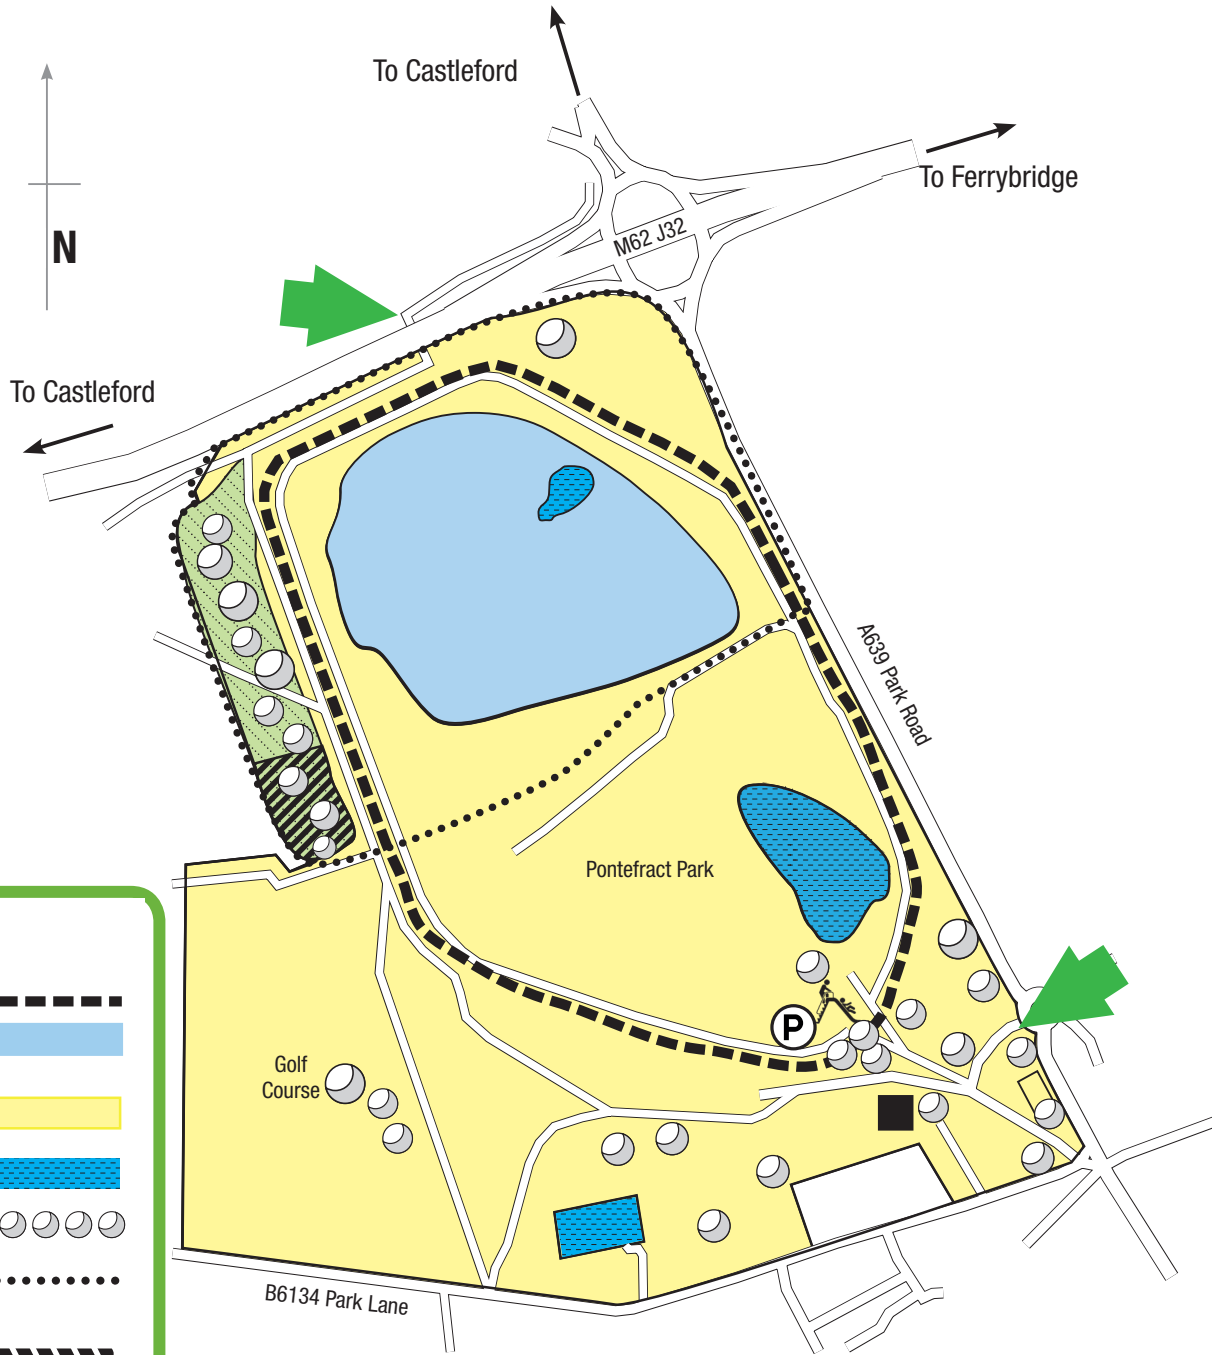 To Castleford
To Ferrybridge
M62 J32
N
To Castleford
A639 Park Road
Pontefract Park
P
Golf
Course
B6134 Park Lane